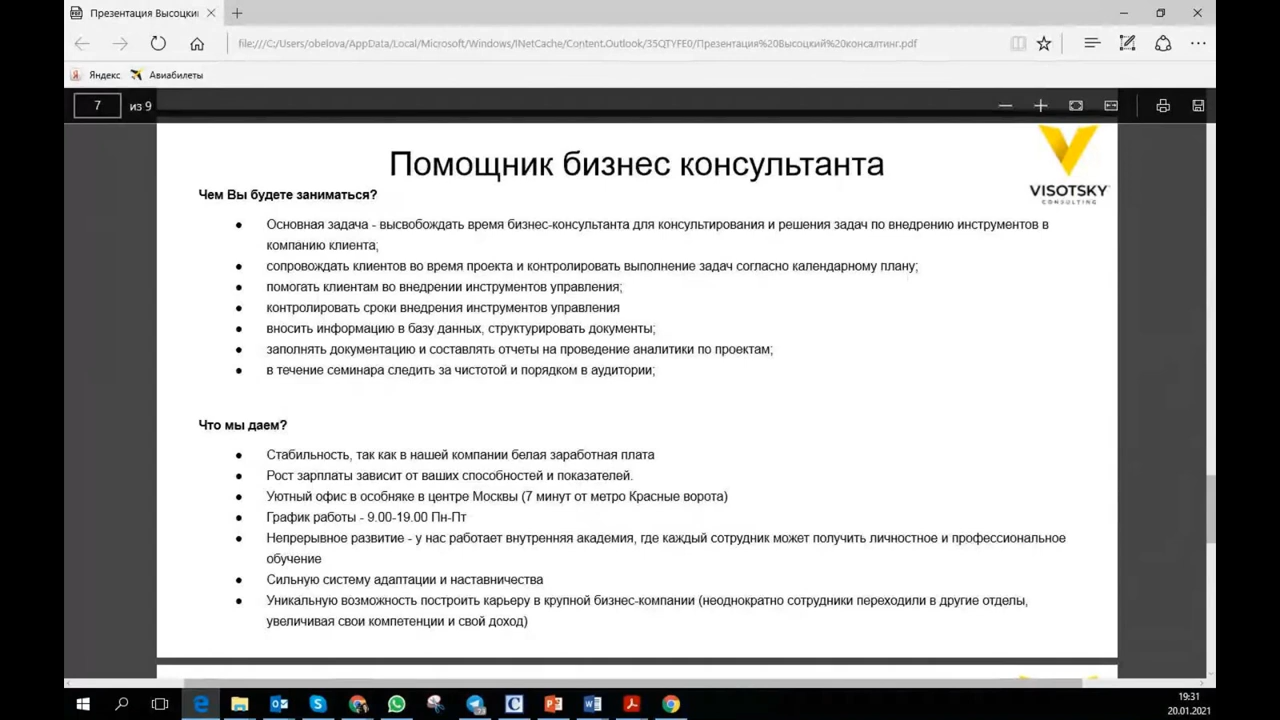 Презентация Высоцки
file:///C:/Users/obelova/AppData/Local/Microsoft/Windows/INetCache/Content.Outlook/35QTYFE0/Презентация%20Высоцкий%20консалтинг.pdf
Яндекс Авиабилеты
7 из 9
Помощник бизнес консультанта
VISOTSKY
CONSULTING
Чем Вы будете заниматься?
● Основная задача - высвобождать время бизнес-консультанта для консультирования и решения задач по внедрению инструментов в
компанию клиента;
● сопровождать клиентов во время проекта и контролировать выполнение задач согласно календарному плану;
● помогать клиентам во внедрении инструментов управления;
● контролировать сроки внедрения инструментов управления
● вносить информацию в базу данных, структурировать документы;
● заполнять документацию и составлять отчеты на проведение аналитики по проектам;
● в течение семинара следить за чистотой и порядком в аудитории;
Что мы даем?
● Стабильность, так как в нашей компании белая заработная плата
● Рост зарплаты зависит от ваших способностей и показателей.
● Уютный офис в особняке в центре Москвы (7 минут от метро Красные ворота)
● График работы - 9.00-19.00 Пн-Пт
● Непрерывное развитие - у нас работает внутренняя академия, где каждый сотрудник может получить личностное и профессиональное
обучение
● Сильную систему адаптации и наставничества
● Уникальную возможность построить карьеру в крупной бизнес-компании (неоднократно сотрудники переходили в другие отделы,
увеличивая свои компетенции и свой доход)
19:31
20.01.2021